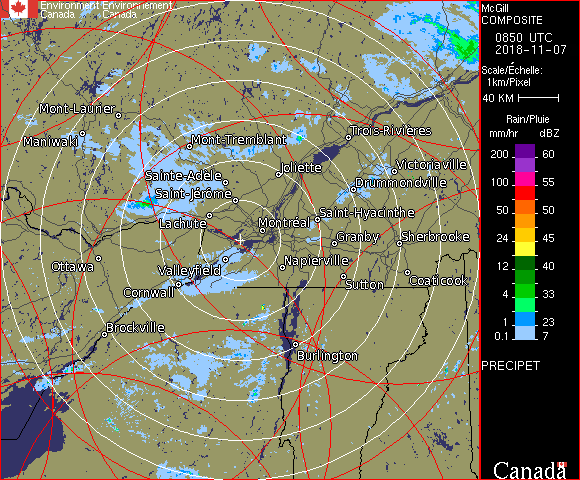 Environment Environnement
Canada Canada
McGill
COMPOSITE
0850 UTC
2018-11-07
Scale/Échelle:
1km/Pixel
40 KM
Rain/Pluie
mm/hr dBZ
200 60
150 57
100 55
50 50
24 45
12 40
4 33
1 23
0.1 7
PRECIPET
Canada
Mont-Laurier
Maniwaki
Mont-Tremblant
Trois-Rivières
Joliette
Victoriaville
Sainte-Adèle
Drummondville
Saint-Jérôme
Saint-Hyacinthe
Lachute
Montréal
Granby
Sherbrooke
Ottawa
Napierville
Valleyfield
Coaticook
Sutton
Cornwall
Brockville
Burlington